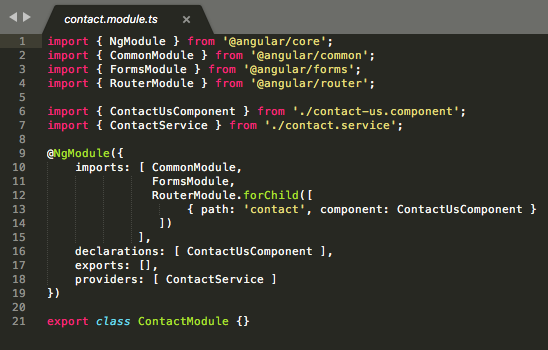 contact.module.ts ×
1 import { NgModule } from '@angular/core';
2 import { CommonModule } from '@angular/common';
3 import { FormsModule } from '@angular/forms';
4 import { RouterModule } from '@angular/router';
5
6 import { ContactUsComponent } from './contact-us.component';
7 import { ContactService } from './contact.service';
8
9 @NgModule({
10     imports: [ CommonModule,
11                FormsModule,
12                RouterModule.forChild([
13                     { path: 'contact', component: ContactUsComponent }
14                 ])
15              ],
16     declarations: [ ContactUsComponent ],
17     exports: [],
18     providers: [ ContactService ]
19 })
20
21 export class ContactModule {}